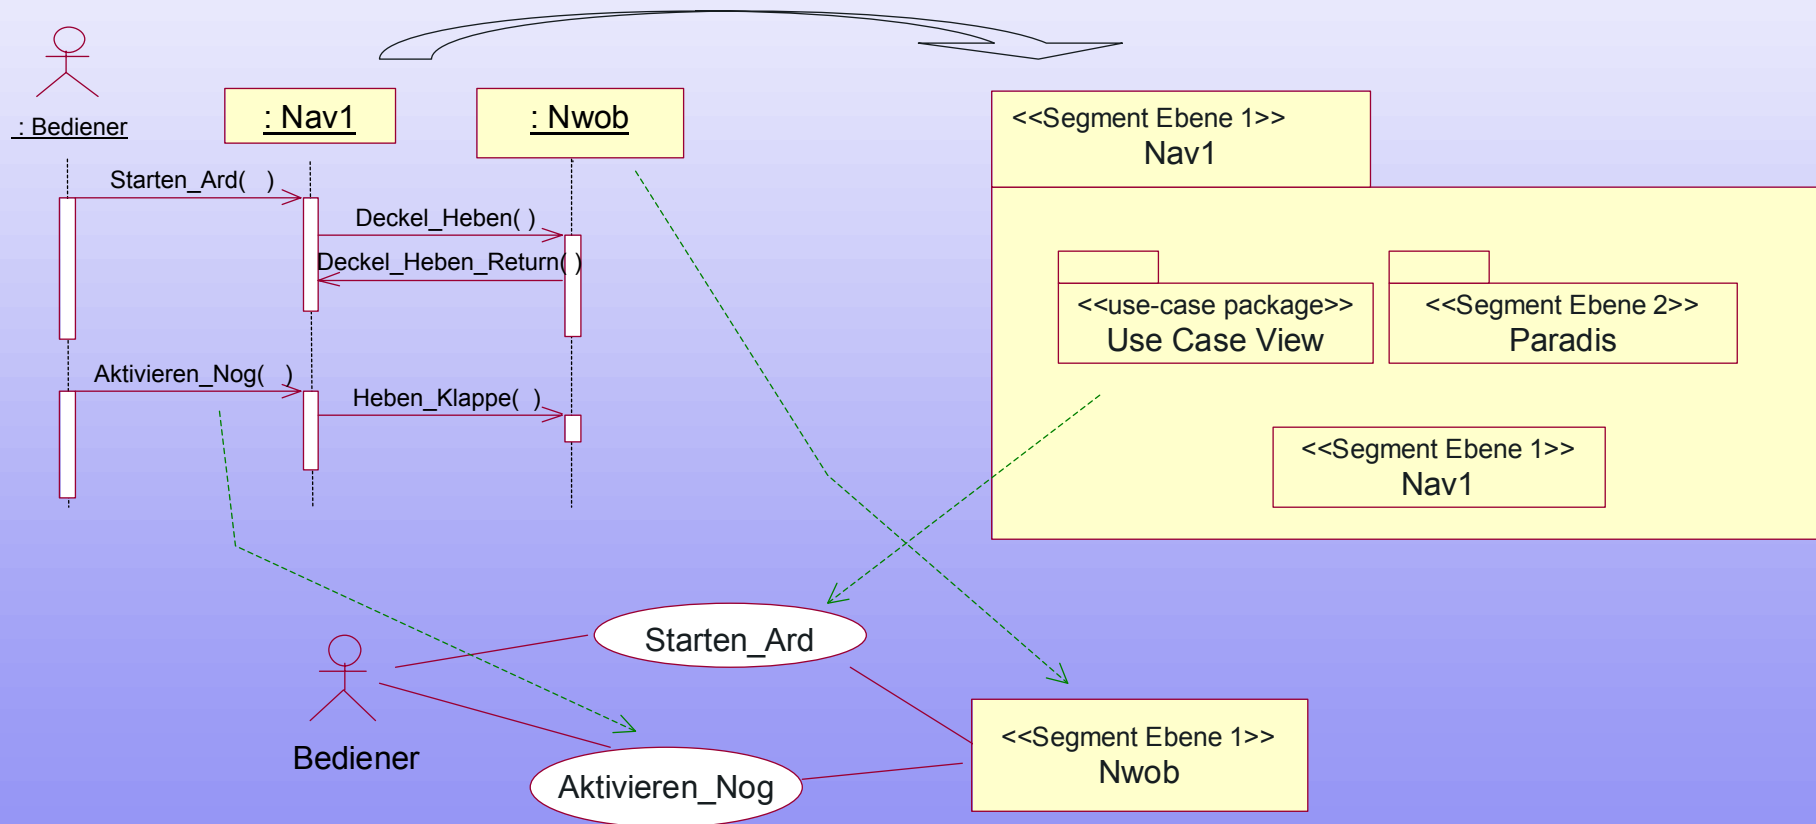 : Bediener
: Nav1
: Nwob
Starten_Ard(   )
Deckel_Heben( )
Deckel_Heben_Return( )
Aktivieren_Nog(   )
Heben_Klappe(  )
<<Segment Ebene 1>>
Nav1
<<use-case package>>
Use Case View
<<Segment Ebene 2>>
Paradis
<<Segment Ebene 1>>
Nav1
Starten_Ard
Bediener
Aktivieren_Nog
<<Segment Ebene 1>>
Nwob